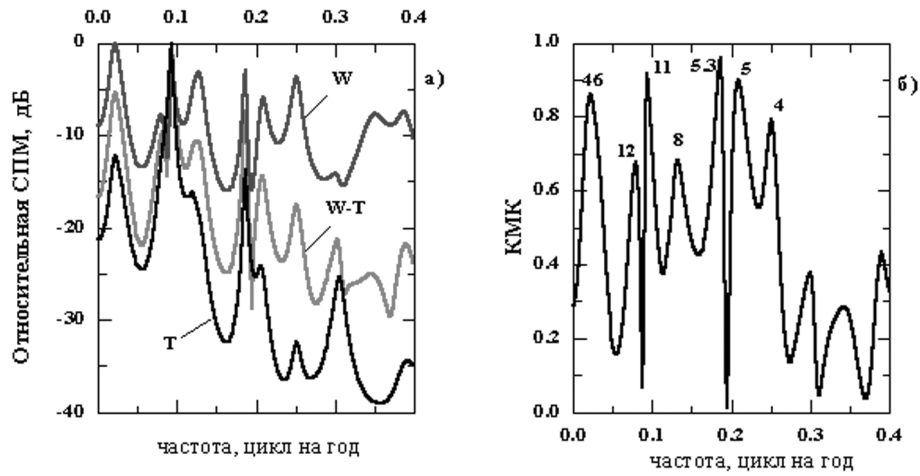 0.0 0.1 0.2 0.3 0.4
0
-10
-20
-30
-40
Относительная СПМ, дБ
W
W-T
T
а)
частота, цикл на год
1.0
0.8
0.6
0.4
0.2
0.0
КМК
46
12
11
8
5.3
5
4
б)
0.0 0.1 0.2 0.3 0.4
частота, цикл на год